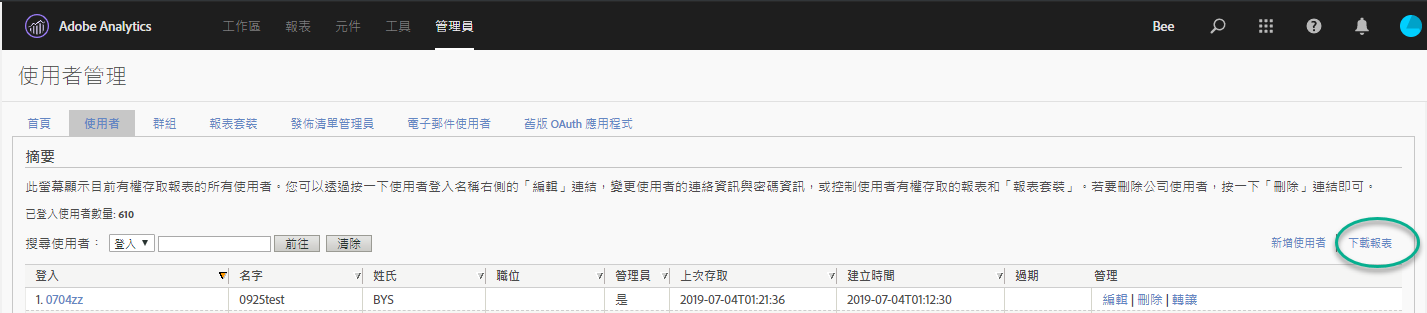 Adobe Analytics 工作區 報表 元件 工具 管理員 Bee
使用者管理
首頁 使用者 群組 報表套裝 發佈清單管理員 電子郵件使用者 舊版 OAuth 應用程式
摘要
此螢幕顯示目前有權存取報表的所有使用者。您可以透過按一下使用者登入名稱右側的「編輯」連結，變更使用者的連絡資訊與密碼資訊，或控制使用者有權存取的報表和「報表套裝」。若要刪除公司使用者，按一下「刪除」連結即可。
已登入使用者數量: 610
搜尋使用者： 登入 前往 清除 新增使用者 | 下載報表
登入 名字 姓氏 職位 管理員 上次存取 建立時間 過期 管理
1. 0704zz 0925test BYS 是 2019-07-04T01:21:36 2019-07-04T01:12:30 編輯 | 刪除 | 轉讓